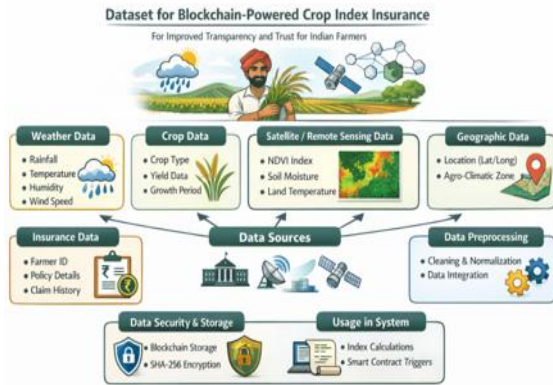 Dataset for Blockchain-Powered Crop Index Insurance
For Improved Transparency and Trust for Indian Farmers
Weather Data
• Rainfall
• Temperature
• Humidity
• Wind Speed
Crop Data
• Crop Type
• Yield Data
• Growth Period
Satellite / Remote Sensing Data
• NDVI Index
• Soil Moisture
• Land Temperature
Geographic Data
• Location (Lat/Long)
• Agro-Climatic Zone
Insurance Data
• Farmer ID
• Policy Details
• Claim History
₹
₹
Data Sources
Data Preprocessing
• Cleaning & Normalization
• Data Integration
Data Security & Storage
• Blockchain Storage
• SHA-256 Encryption
Usage in System
• Index Calculations
• Smart Contract Triggers